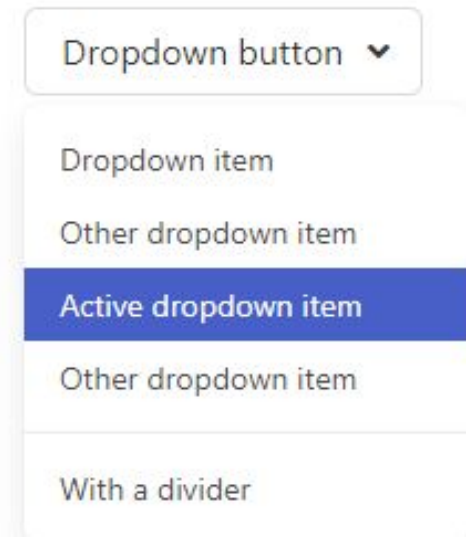 Dropdown button
Dropdown item
Other dropdown item
Active dropdown item
Other dropdown item
With a divider